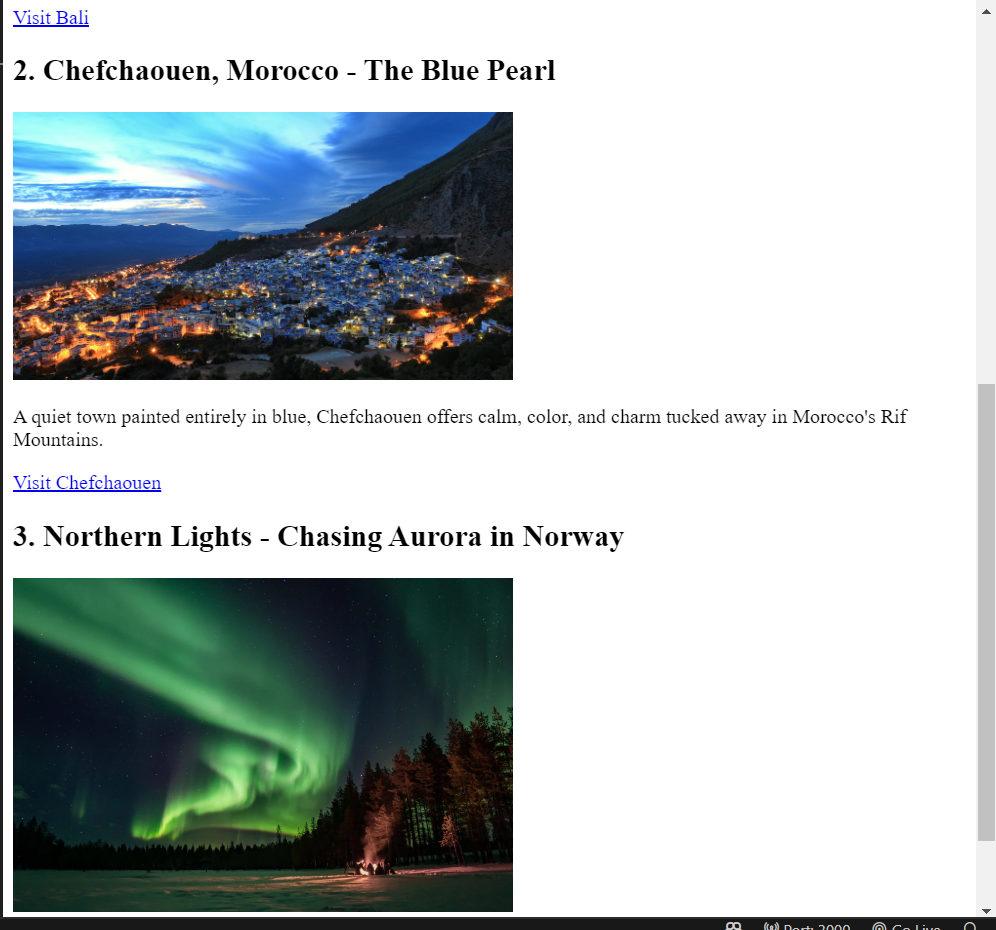 Visit Bali
2. Chefchaouen, Morocco - The Blue Pearl
A quiet town painted entirely in blue, Chefchaouen offers calm, color, and charm tucked away in Morocco's Rif
Mountains.
Visit Chefchaouen
3. Northern Lights - Chasing Aurora in Norway
Port: 3000 Go Live